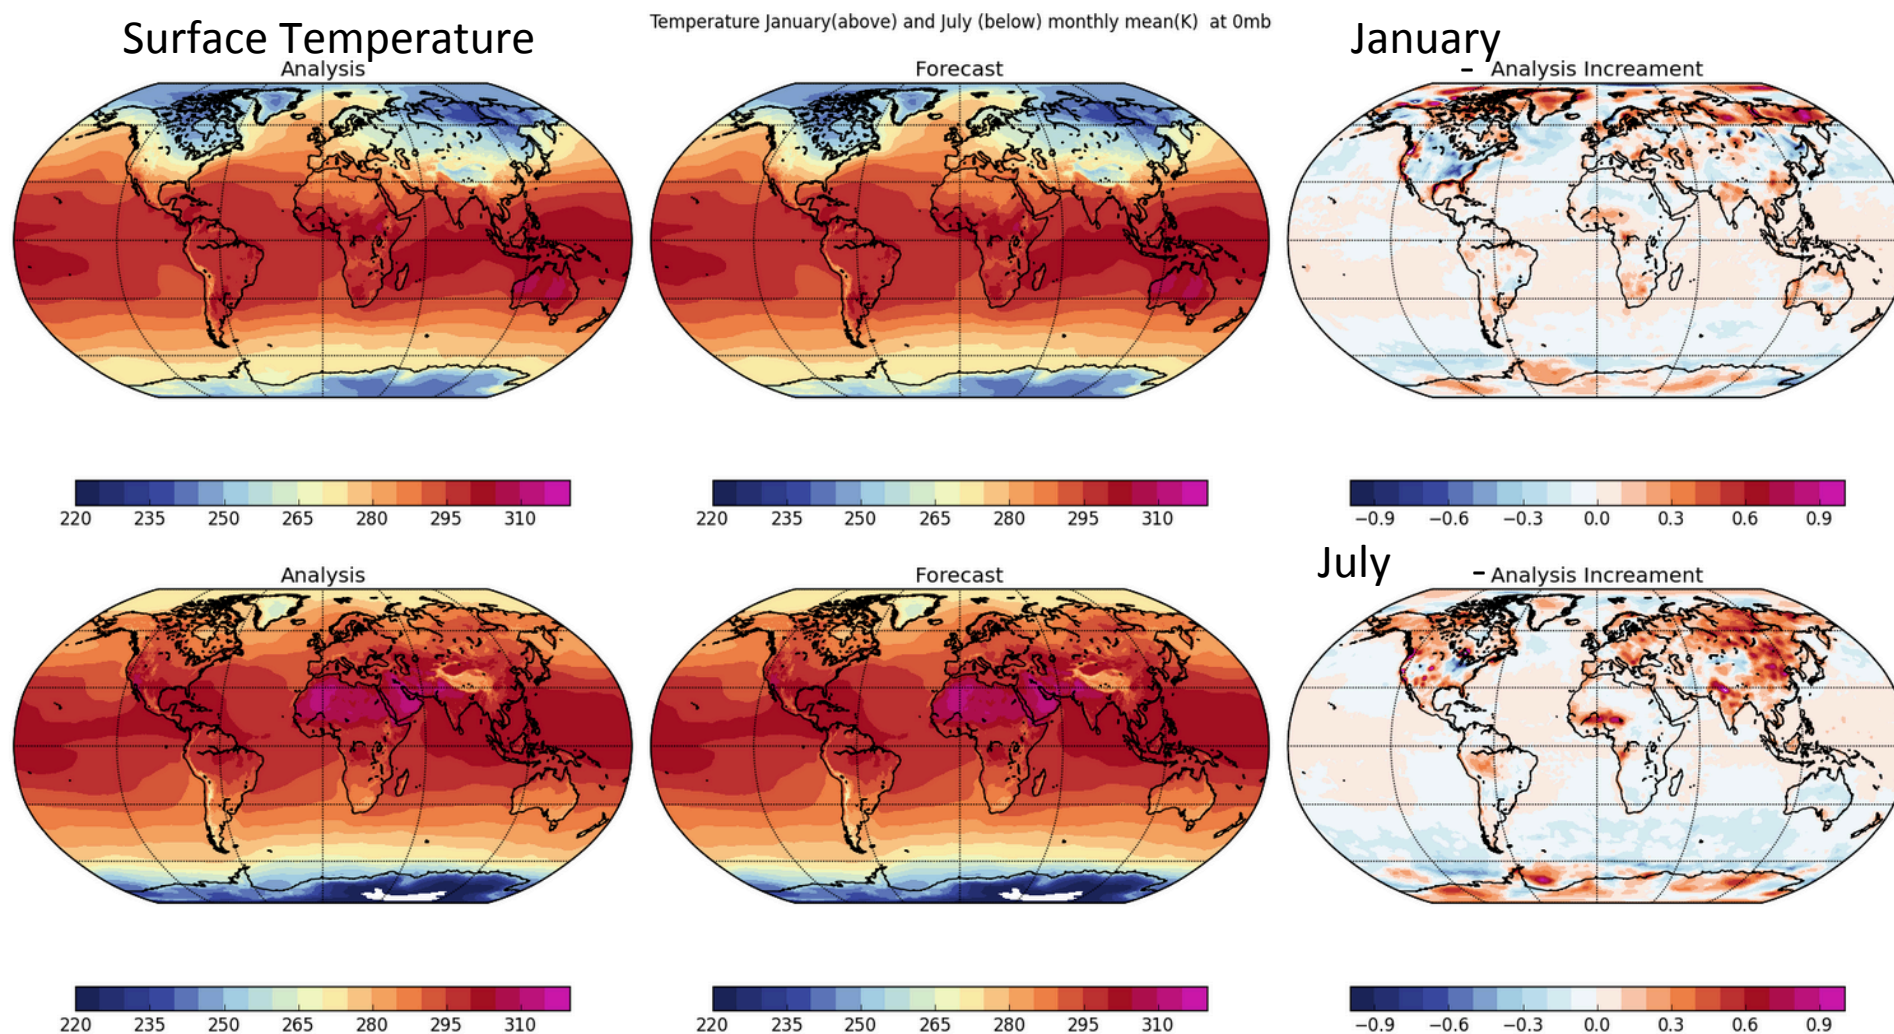 Temperature January(above) and July (below) monthly mean(K) at 0mb
Surface Temperature
January
Analysis
Forecast
- Analysis Increament
220 235 250 265 280 295 310
220 235 250 265 280 295 310
−0.9 −0.6 −0.3 0.0 0.3 0.6 0.9
July
Analysis
Forecast
- Analysis Increament
220 235 250 265 280 295 310
220 235 250 265 280 295 310
−0.9 −0.6 −0.3 0.0 0.3 0.6 0.9